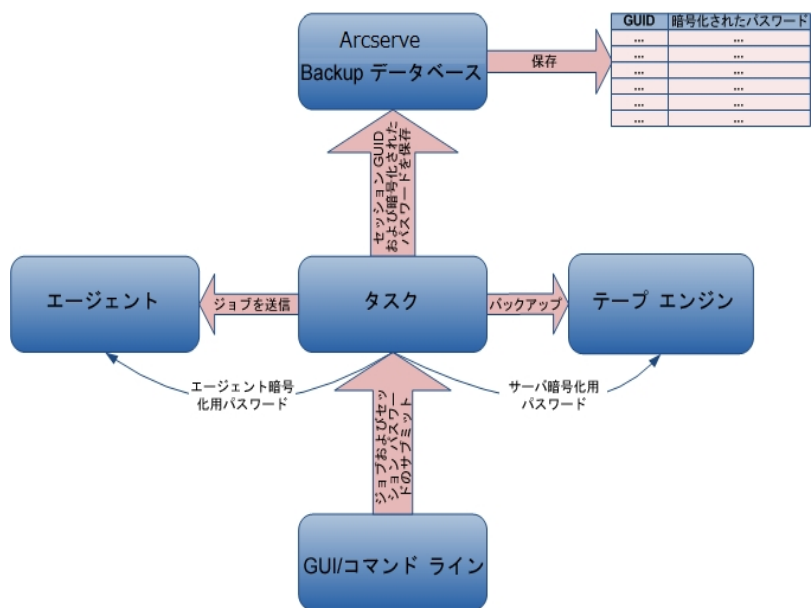 Arcserve
Backup データベース
保存
GUID 暗号化されたパスワード
... ...
... ...
... ...
... ...
... ...
セッション GUID
および暗号化された
パスワードを保存
エージェント
ジョブを送信
タスク
バックアップ
テープ エンジン
エージェント暗号
化用パスワード
サーバ暗号化用
パスワード
ジョブおよびセッ
ション パスワー
ドのサブミット
GUI/コマンド ライン